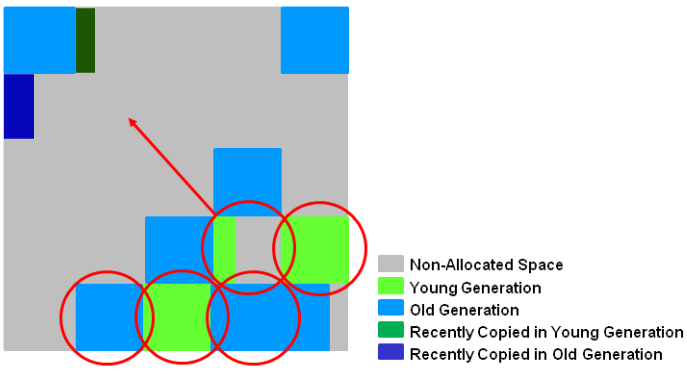 Non-Allocated Space
Young Generation
Old Generation
Recently Copied in Young Generation
Recently Copied in Old Generation